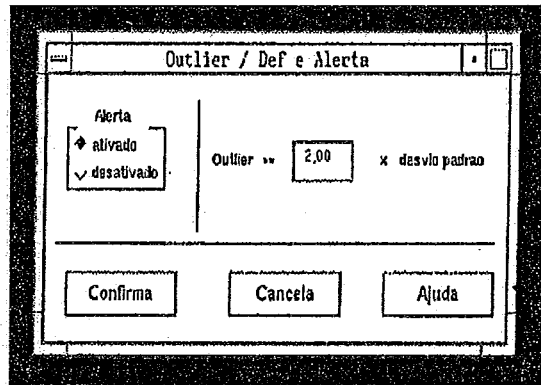 Outlier / Def e Alerta
Alerta
ativado
desativado
Outlier >> 2,00 x desvio padrao
Confirma
Cancela
Ajuda